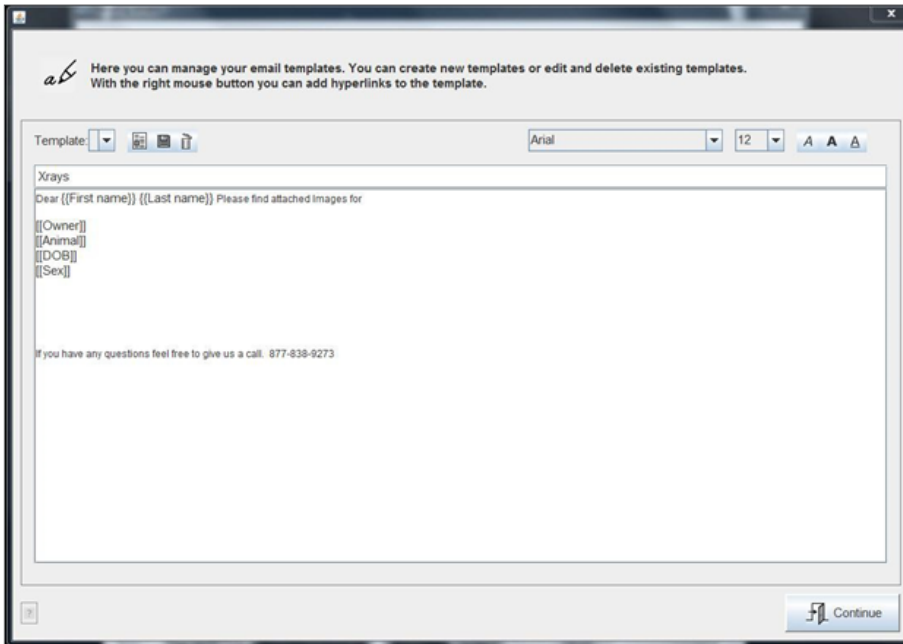 Here you can manage your email templates. You can create new templates or edit and delete existing templates.
With the right mouse button you can add hyperlinks to the template.
Template:
Arial
12
A A A
Xrays
Dear {{First name}} {{Last name}} Please find attached Images for
[[Owner]]
[[Animal]]
[[DOB]]
[[Sex]]
If you have any questions feel free to give us a call. 877-838-9273
?
Continue